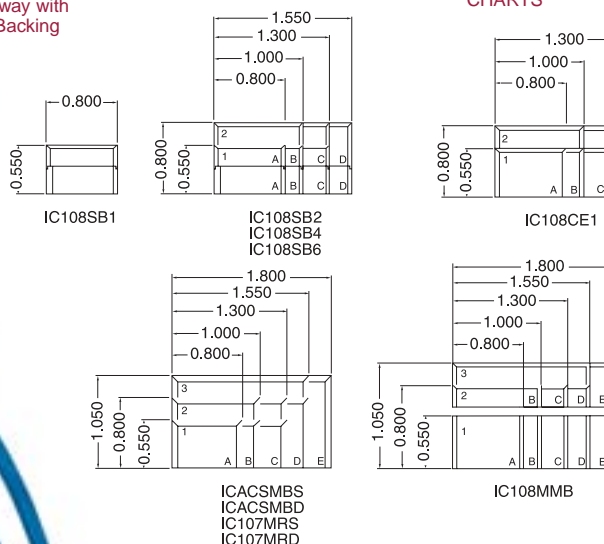 way with
Backing
CHARTS
0.800
0.550
IC108SB1
1.550
1.300
1.000
0.800
0.800
0.550
2
1 A B C D
A B C D
IC108SB2
IC108SB4
IC108SB6
1.300
1.000
0.800
0.800
0.550
2
1
A B C
IC108CE1
1.800
1.550
1.300
1.000
0.800
1.050
0.800
0.550
3
2
1
A B C D E
ICACSMBS
ICACSMBD
IC107MRS
IC107MRD
1.800
1.550
1.300
1.000
0.800
1.050
0.800
0.550
3
2 B C D E
1
A B C D E
IC108MMB